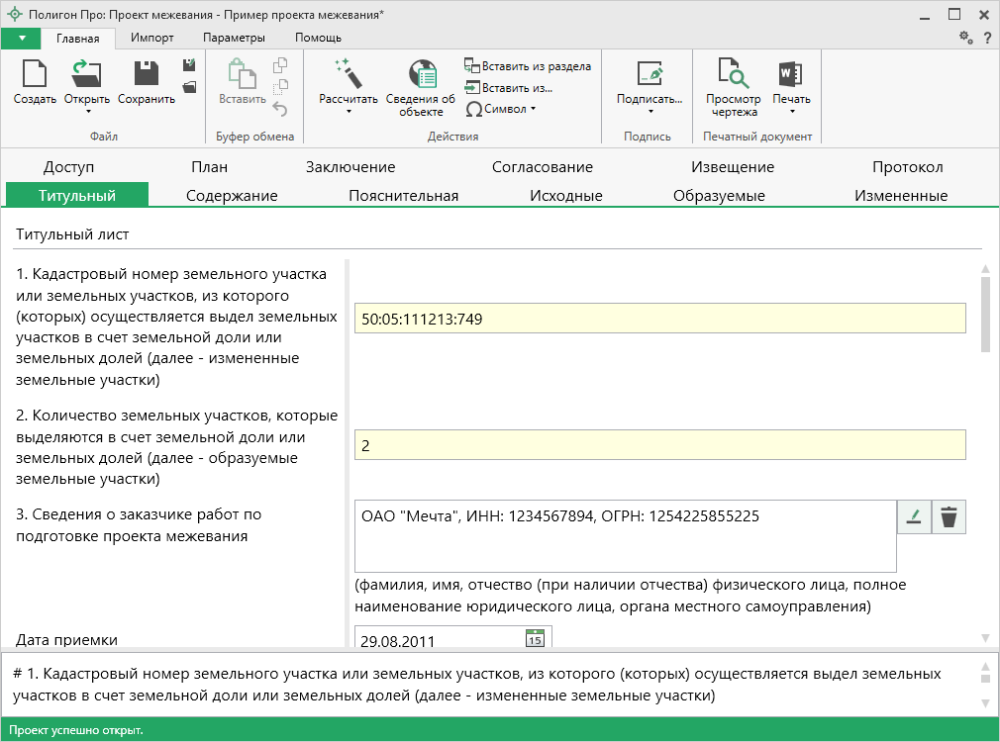 Полигон Про: Проект межевания - Пример проекта межевания*
Главная Импорт Параметры Помощь
?
Создать Открыть Сохранить
Файл
Вставить
Буфер обмена
Рассчитать Сведения об объекте
Вставить из раздела
Вставить из...
Символ
Действия
Подписать...
Подпись
Просмотр чертежа Печать
Печатный документ
Доступ План Заключение Согласование Извещение Протокол
Титульный Содержание Пояснительная Исходные Образуемые Измененные
Титульный лист
1. Кадастровый номер земельного участка
или земельных участков, из которого
(которых) осуществляется выдел земельных
участков в счет земельной доли или
земельных долей (далее - измененные
земельные участки)
50:05:111213:749
2. Количество земельных участков, которые
выделяются в счет земельной доли или
земельных долей (далее - образуемые
земельные участки)
2
3. Сведения о заказчике работ по
подготовке проекта межевания
ОАО "Мечта", ИНН: 1234567894, ОГРН: 1254225855225
(фамилия, имя, отчество (при наличии отчества) физического лица, полное
наименование юридического лица, органа местного самоуправления)
Дата приемки
29.08.2011 15
# 1. Кадастровый номер земельного участка или земельных участков, из которого (которых) осуществляется выдел земельных
участков в счет земельной доли или земельных долей (далее - измененные земельные участки)
Проект успешно открыт.